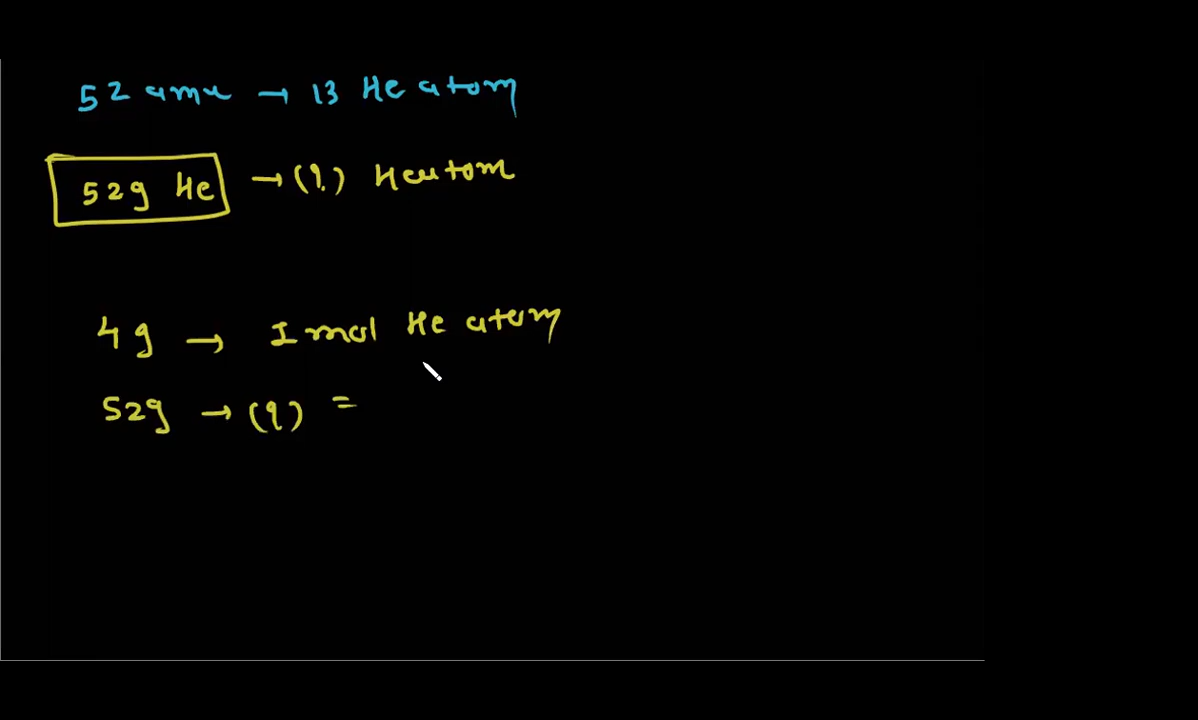 52 amu → 13 He atom
52g He → (?) He atom
4g → 1 mol He atom
52g → (?) =